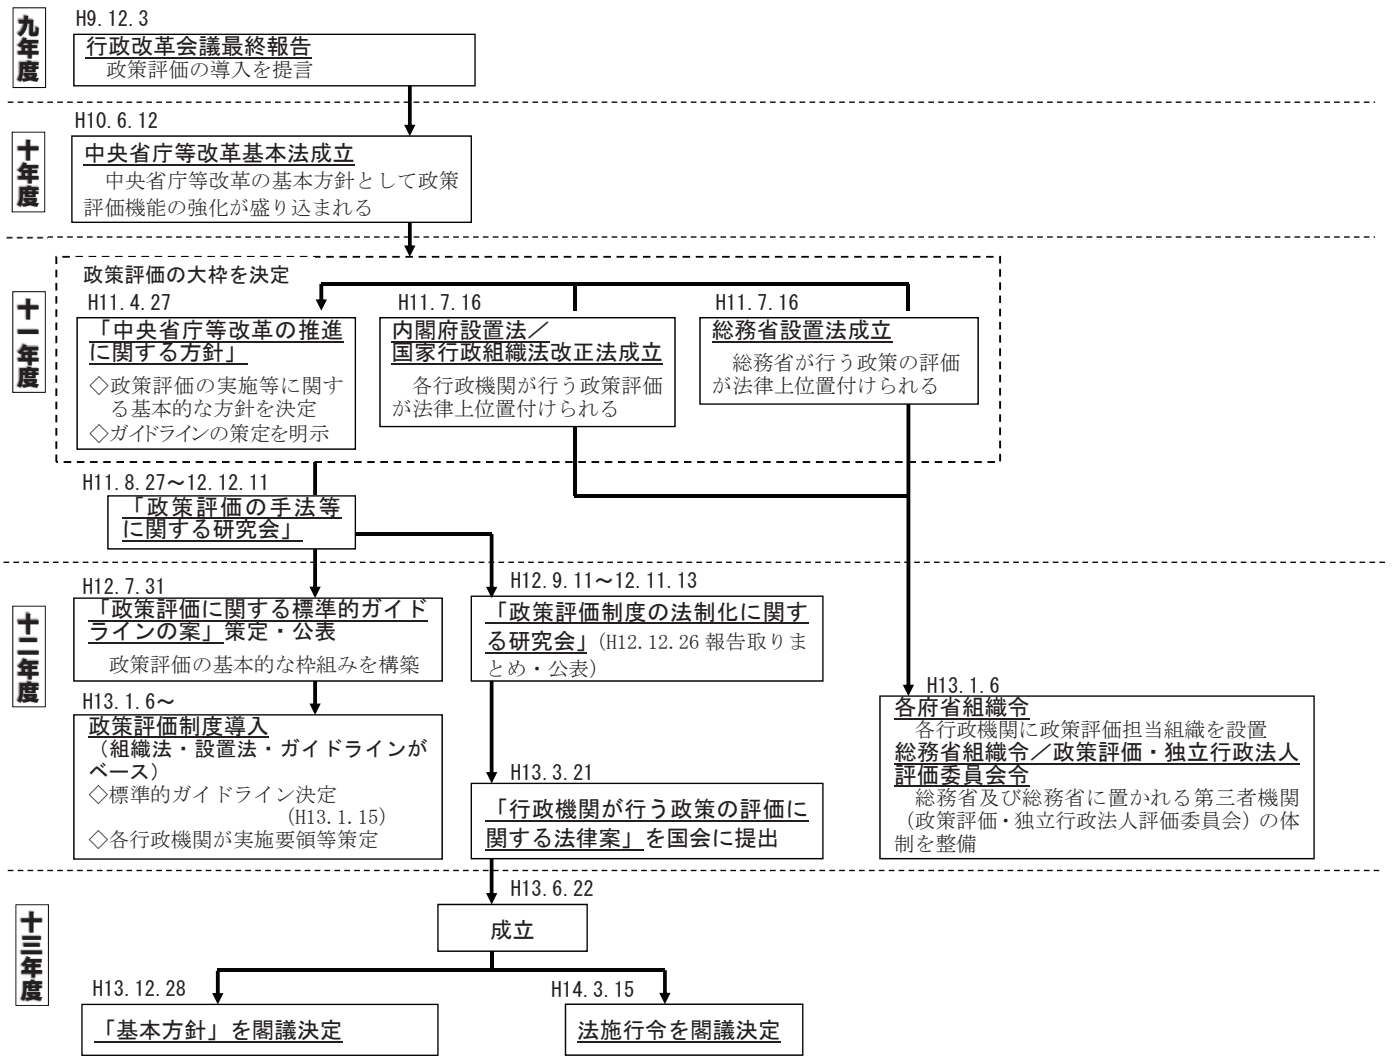 九年度
H9.12.3
行政改革会議最終報告
政策評価の導入を提言
十年度
H10.6.12
中央省庁等改革基本法成立
中央省庁等改革の基本方針として政策
評価機能の強化が盛り込まれる
十一年度
政策評価の大枠を決定
H11.4.27
「中央省庁等改革の推進
に関する方針」
◇政策評価の実施等に関す
る基本的な方針を決定
◇ガイドラインの策定を明示
H11.7.16
内閣府設置法／
国家行政組織法改正法成立
各行政機関が行う政策評価
が法律上位置付けられる
H11.7.16
総務省設置法成立
総務省が行う政策の評価
が法律上位置付けられる
H11.8.27～12.12.11
「政策評価の手法等
に関する研究会」
十二年度
H12.7.31
「政策評価に関する標準的ガイド
ラインの案」策定・公表
政策評価の基本的な枠組みを構築
H13.1.6～
政策評価制度導入
（組織法・設置法・ガイドラインが
ベース）
◇標準的ガイドライン決定
(H13.1.15)
◇各行政機関が実施要領等策定
H12.9.11～12.11.13
「政策評価制度の法制化に関す
る研究会」(H12.12.26 報告取りま
とめ・公表)
H13.3.21
「行政機関が行う政策の評価に
関する法律案」を国会に提出
H13.1.6
各府省組織令
各行政機関に政策評価担当組織を設置
総務省組織令／政策評価・独立行政法人
評価委員会令
総務省及び総務省に置かれる第三者機関
（政策評価・独立行政法人評価委員会）の体
制を整備
十三年度
H13.6.22
成立
H13.12.28
「基本方針」を閣議決定
H14.3.15
法施行令を閣議決定